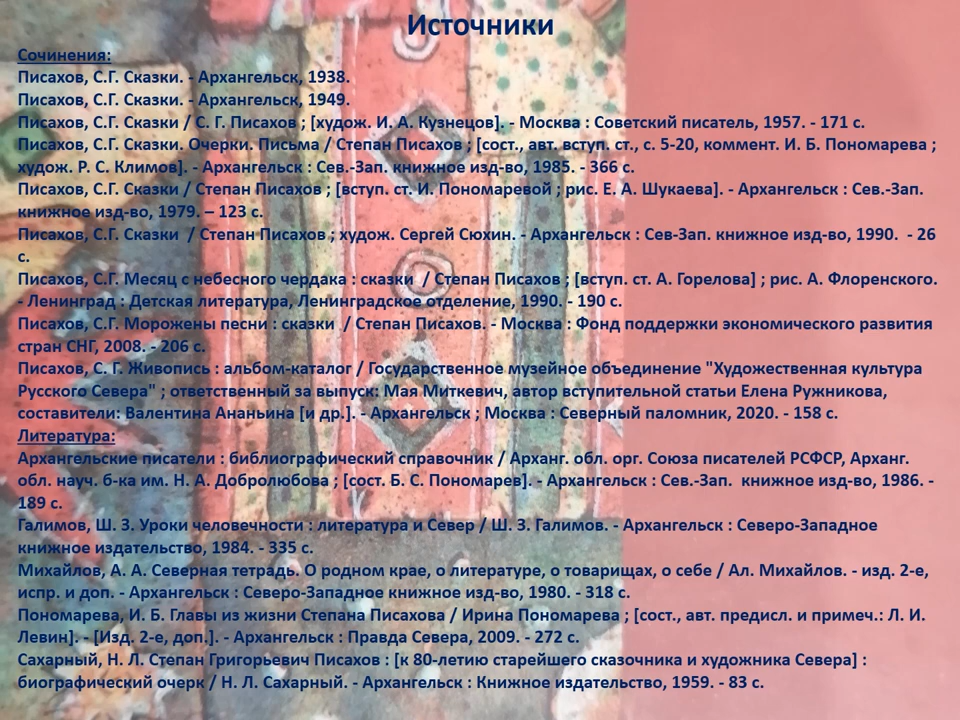 Источники
Сочинения:
Писахов, С.Г. Сказки. - Архангельск, 1938.
Писахов, С.Г. Сказки. - Архангельск, 1949.
Писахов, С.Г. Сказки / С. Г. Писахов ; [худож. И. А. Кузнецов]. - Москва : Советский писатель, 1957. - 171 с.
Писахов, С.Г. Сказки. Очерки. Письма / Степан Писахов ; [сост., авт. вступ. ст., с. 5-20, коммент. И. Б. Пономарева ;
худож. Р. С. Климов]. - Архангельск : Сев.-Зап. книжное изд-во, 1985. - 366 с.
Писахов, С.Г. Сказки / Степан Писахов ; [вступ. ст. И. Пономаревой ; рис. Е. А. Шукаева]. - Архангельск : Сев.-Зап.
книжное изд-во, 1979. – 123 с.
Писахов, С.Г. Сказки / Степан Писахов ; худож. Сергей Сюхин. - Архангельск : Сев-Зап. книжное изд-во, 1990. - 26
с.
Писахов, С.Г. Месяц с небесного чердака : сказки / Степан Писахов ; [вступ. ст. А. Горелова] ; рис. А. Флоренского.
- Ленинград : Детская литература, Ленинградское отделение, 1990. - 190 с.
Писахов, С.Г. Морожены песни : сказки / Степан Писахов. - Москва : Фонд поддержки экономического развития
стран СНГ, 2008. - 206 с.
Писахов, С. Г. Живопись : альбом-каталог / Государственное музейное объединение "Художественная культура
Русского Севера" ; ответственный за выпуск: Мая Миткевич, автор вступительной статьи Елена Ружникова,
составители: Валентина Ананьина [и др.]. - Архангельск ; Москва : Северный паломник, 2020. - 158 с.
Литература:
Архангельские писатели : библиографический справочник / Арханг. обл. орг. Союза писателей РСФСР, Арханг.
обл. науч. б-ка им. Н. А. Добролюбова ; [сост. Б. С. Пономарев]. - Архангельск : Сев.-Зап. книжное изд-во, 1986. -
189 с.
Галимов, Ш. З. Уроки человечности : литература и Север / Ш. З. Галимов. - Архангельск : Северо-Западное
книжное издательство, 1984. - 335 с.
Михайлов, А. А. Северная тетрадь. О родном крае, о литературе, о товарищах, о себе / Ал. Михайлов. - изд. 2-е,
испр. и доп. - Архангельск : Северо-Западное книжное изд-во, 1980. - 318 с.
Пономарева, И. Б. Главы из жизни Степана Писахова / Ирина Пономарева ; [сост., авт. предисл. и примеч.: Л. И.
Левин]. - [Изд. 2-е, доп.]. - Архангельск : Правда Севера, 2009. - 272 с.
Сахарный, Н. Л. Степан Григорьевич Писахов : [к 80-летию старейшего сказочника и художника Севера] :
биографический очерк / Н. Л. Сахарный. - Архангельск : Книжное издательство, 1959. - 83 с.